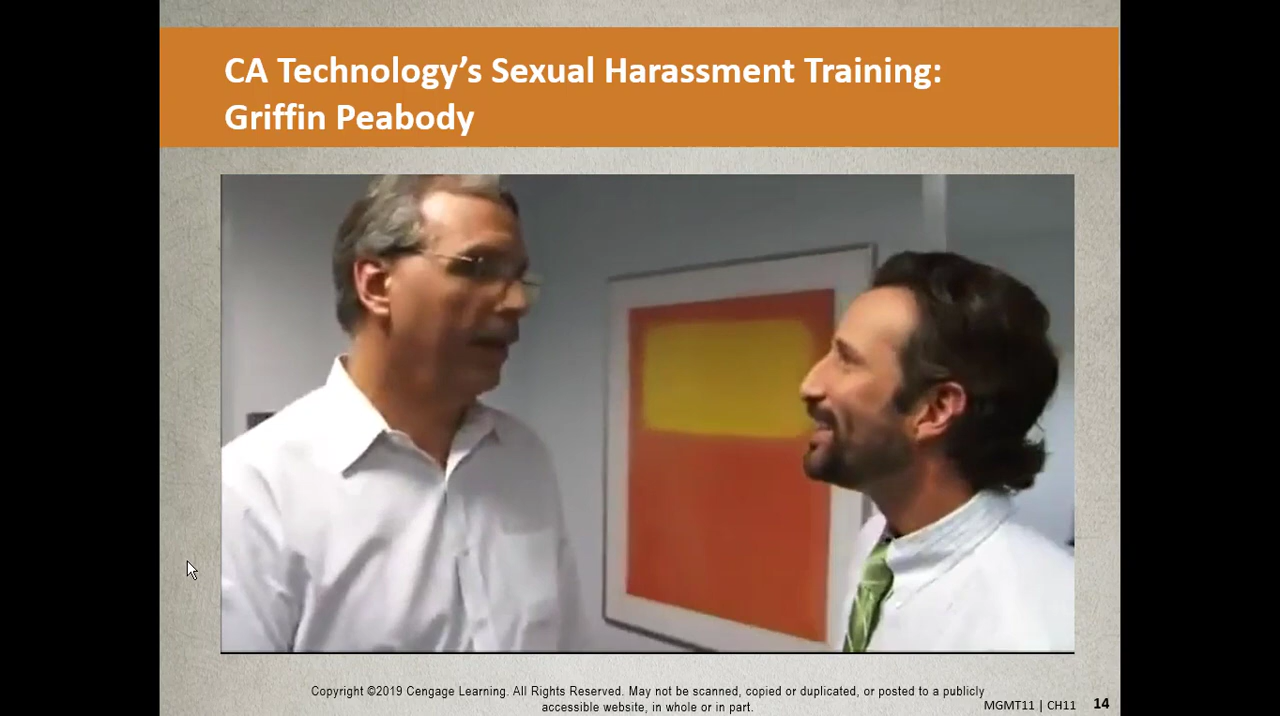 CA Technology’s Sexual Harassment Training:
Griffin Peabody
Copyright ©2019 Cengage Learning. All Rights Reserved. May not be scanned, copied or duplicated, or posted to a publicly
accessible website, in whole or in part.
MGMT11 | CH11
14